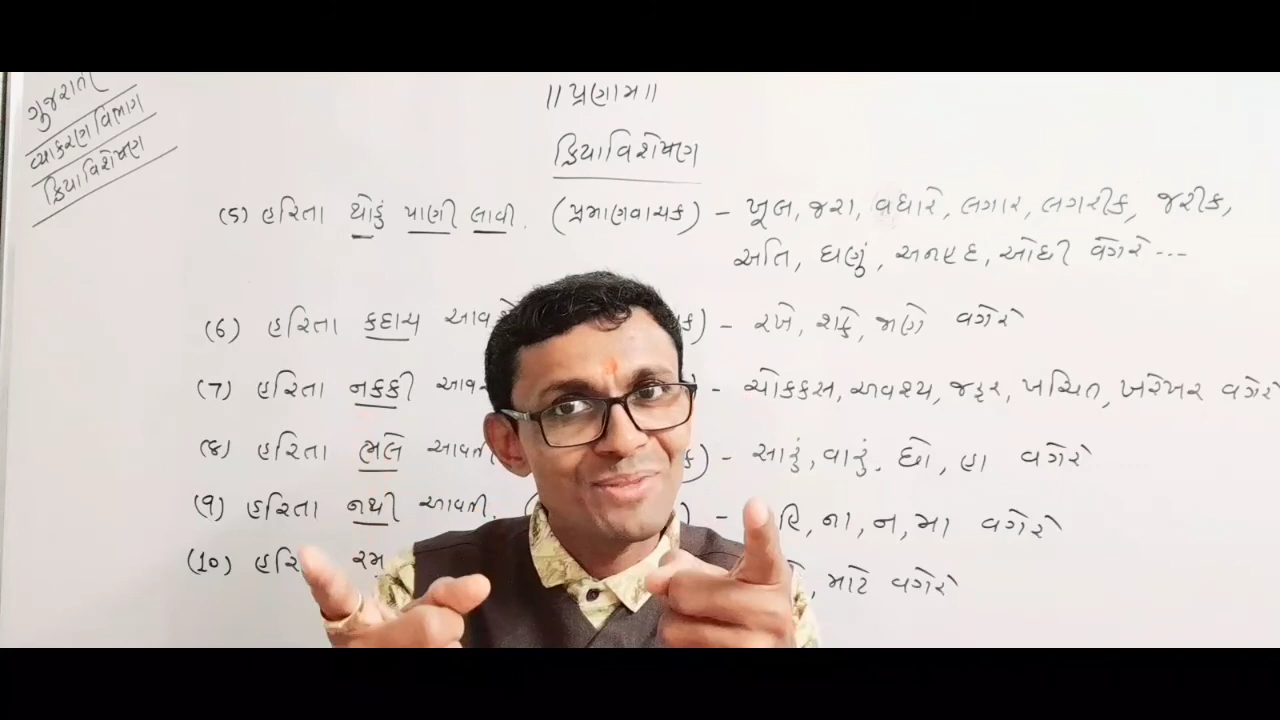 ગુજરાતી
વ્યાકરણ વિભાગ
ક્રિયાવિશેષણ
॥ પ્રણામ ॥
ક્રિયાવિશેષણ
(5) હરિતા થોડું પાણી લાવી. (પ્રમાણવાચક) – ખૂબ, જરા, વધારે, લગાર, લગરીક, જરીક,
અતિ, ઘણું, અનહદ, ઓછી વગેરે ---
(6) હરિતા કદાચ – રખે, શકે, જાણે વગેરે
(7) હરિતા નક્કી – ચોક્કસ, અવશ્ય, જરૂર, ખચિત, ખરેખર વગેરે
(8) હરિતા ભલે – સારું, વારું, છો, હા વગેરે
(9) હરિતા નથી આવતી. – ના, ન, મા વગેરે
(10) માટે વગેરે